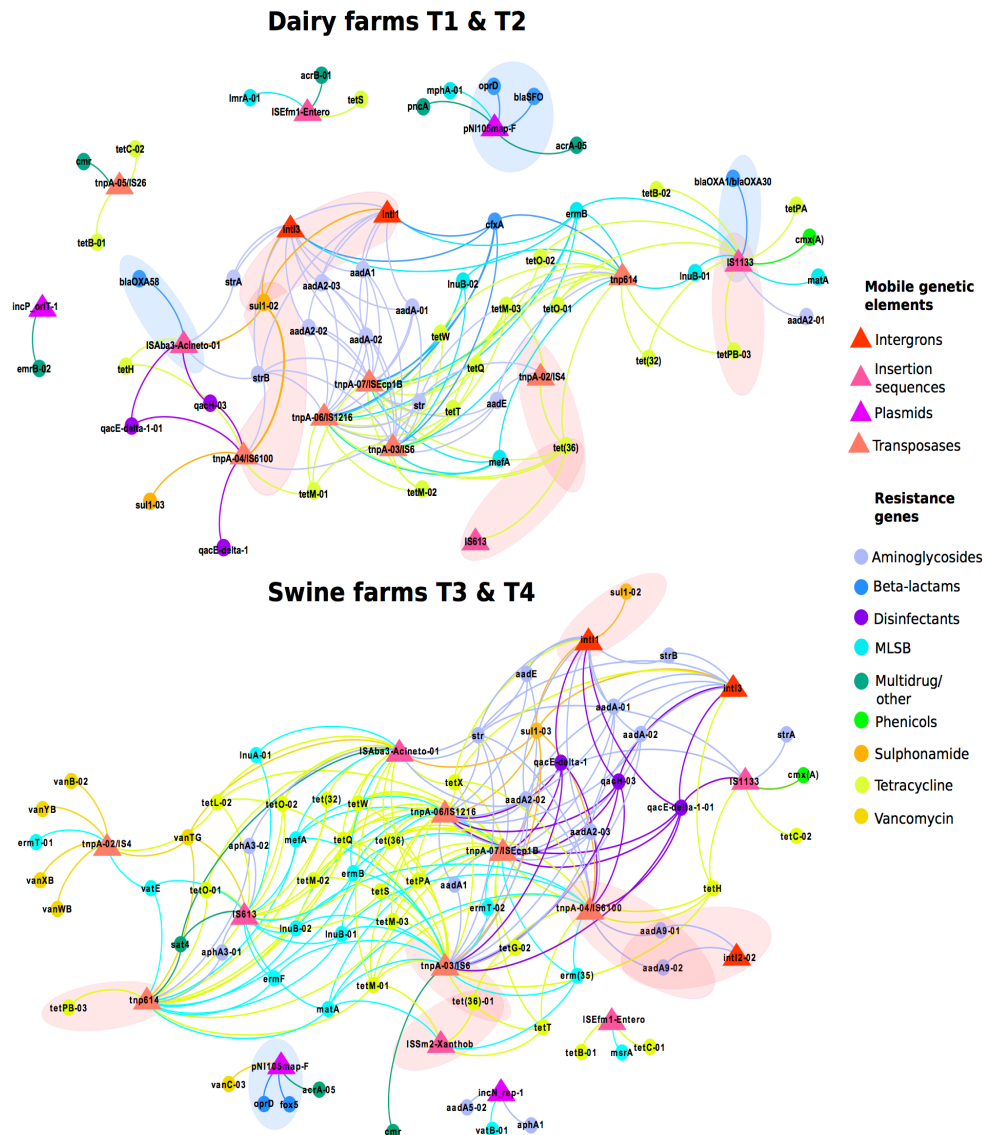 Dairy farms T1 & T2
acrB-01
lmrA-01
tetS
ISEfm1-Entero
mphA-01
oprD
blaSFO
pncA
pNI105map-F
acrA-05
tetC-02
cmr
tnpA-05/IS26
tetB-01
blaOXA1/blaOXA30
tetB-02
tetPA
cmx(A)
intI3
intI1
cfxA
ermB
IS1133
matA
tetO-02
tnp614
lnuB-01
blaOXA58
strA
aadA1
aadA2-03
lnuB-02
incP_oriT-1
sul1-02
aadA-01
tetM-03
tetO-01
aadA2-01
aadA2-02
aadA-02
tetW
ISAba3-Acineto-01
tet(32)
tetPB-03
emrB-02
tetH
strB
tetQ
tnpA-07/ISEcp1B
tnpA-02/IS4
qacH-03
str
tetT
aadE
tnpA-06/IS1216
qacE-delta-1-01
tnpA-03/IS6
tet(36)
tnpA-04/IS6100
mefA
tetM-01
tetM-02
sul1-03
IS613
qacE-delta-1
Mobile genetic
elements
Intergrons
Insertion
sequences
Plasmids
Transposases
Resistance
genes
Aminoglycosides
Beta-lactams
Disinfectants
MLSB
Multidrug/
other
Phenicols
Sulphonamide
Tetracycline
Vancomycin
Swine farms T3 & T4
sul1-02
intI1
strB
aadE
intI3
aadA-01
str
sul1-03
aadA-02
strA
ISAba3-Acineto-01
lnuA-01
qacE-delta-1
vanB-02
tetX
qacH-03
IS1133
cmx(A)
tetL-02
tetO-02
tet(32)
tetW
aadA2-02
qacE-delta-1-01
vanYB
tnpA-06/IS1216
ermT-01
tnpA-02/IS4
vanTG
aphA3-02
mefA
tetQ
tet(36)
aadA2-03
tetC-02
tnpA-07/ISEcp1B
vanXB
vatE
tetO-01
tetM-02
ermB
tetS
tetPA
aadA1
tetH
vanWB
IS613
lnuB-02
lnuB-01
tetM-03
ermT-02
tnpA-04/IS6100
aadA9-01
sat4
aphA3-01
tetG-02
intI2-02
tnpA-03/IS6
aadA9-02
ermF
tetM-01
erm(35)
tetPB-03
tnp614
matA
tet(36)-01
tetT
ISEfm1-Entero
ISSm2-Xanthob
tetB-01
msrA
tetC-01
pNI105map-F
vanC-03
acrA-05
incN_rep-1
oprD
fox5
aadA5-02
vatB-01
aphA1
cmr